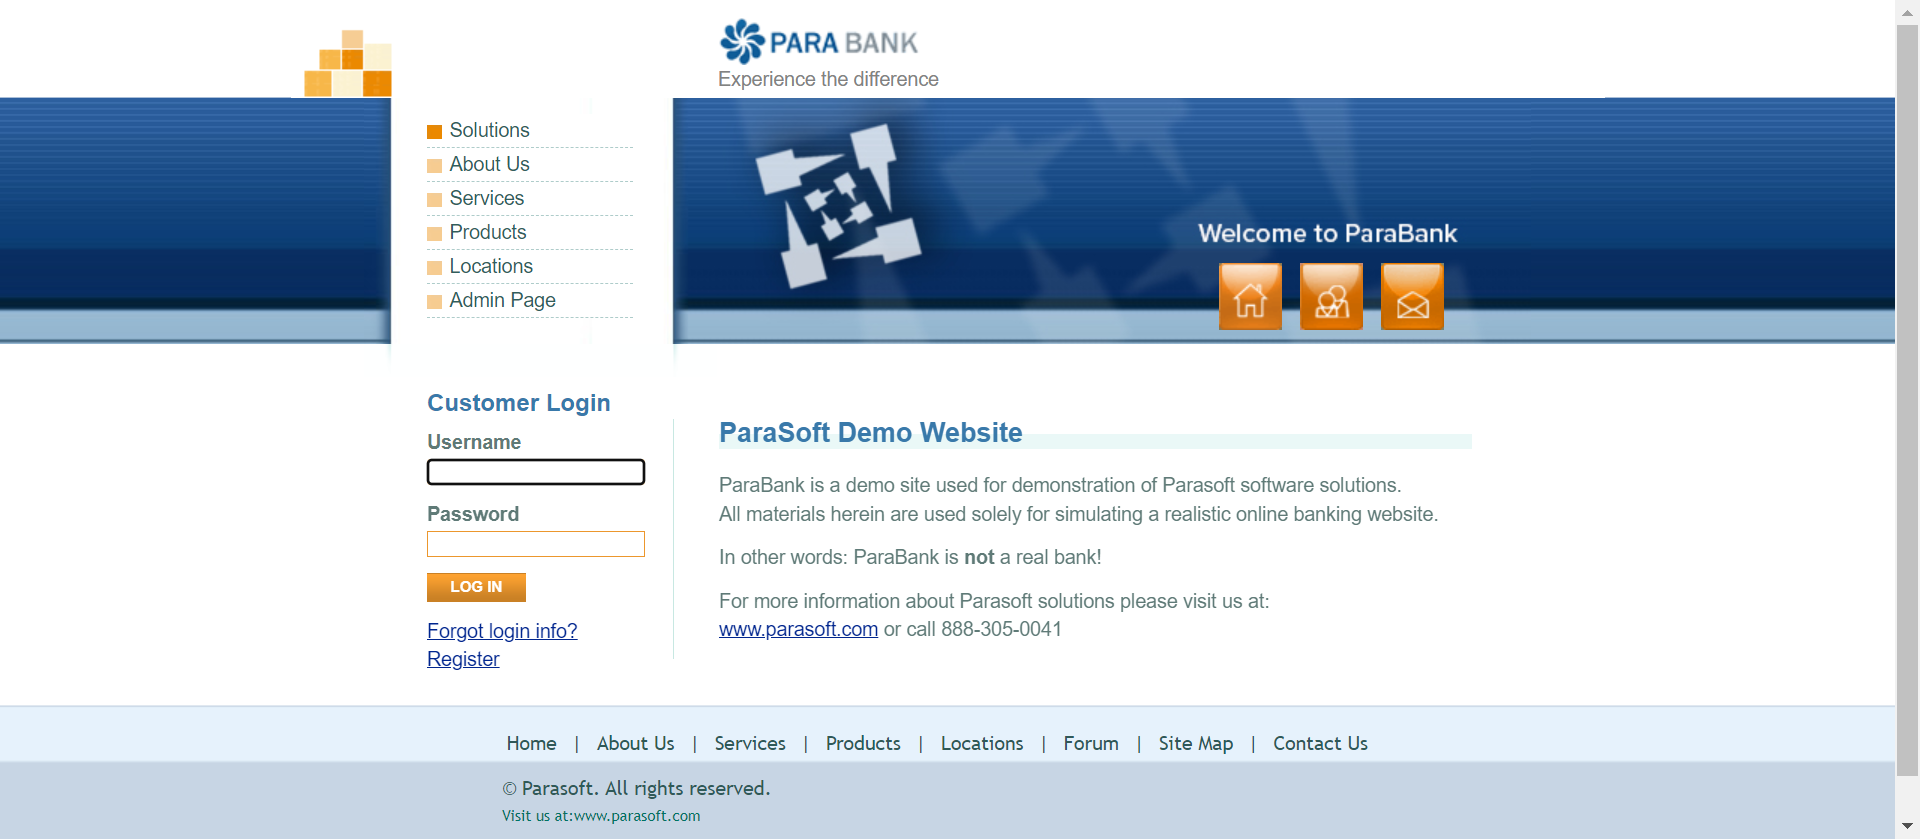 PARA BANK
Experience the difference
Solutions
About Us
Services
Products
Locations
Admin Page
Welcome to ParaBank
Customer Login
Username
Password
LOG IN
Forgot login info?
Register
ParaSoft Demo Website
ParaBank is a demo site used for demonstration of Parasoft software solutions.
All materials herein are used solely for simulating a realistic online banking website.
In other words: ParaBank is not a real bank!
For more information about Parasoft solutions please visit us at:
www.parasoft.com or call 888-305-0041
Home | About Us | Services | Products | Locations | Forum | Site Map | Contact Us
© Parasoft. All rights reserved.
Visit us at:www.parasoft.com